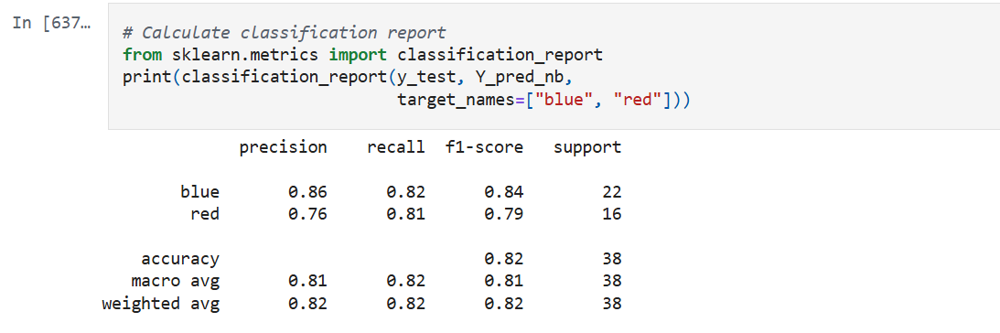 In [637…
# Calculate classification report
from sklearn.metrics import classification_report
print(classification_report(y_test, Y_pred_nb,
target_names=["blue", "red"]))
precision recall f1-score support
blue 0.86 0.82 0.84 22
red 0.76 0.81 0.79 16
accuracy 0.82 38
macro avg 0.81 0.82 0.81 38
weighted avg 0.82 0.82 0.82 38